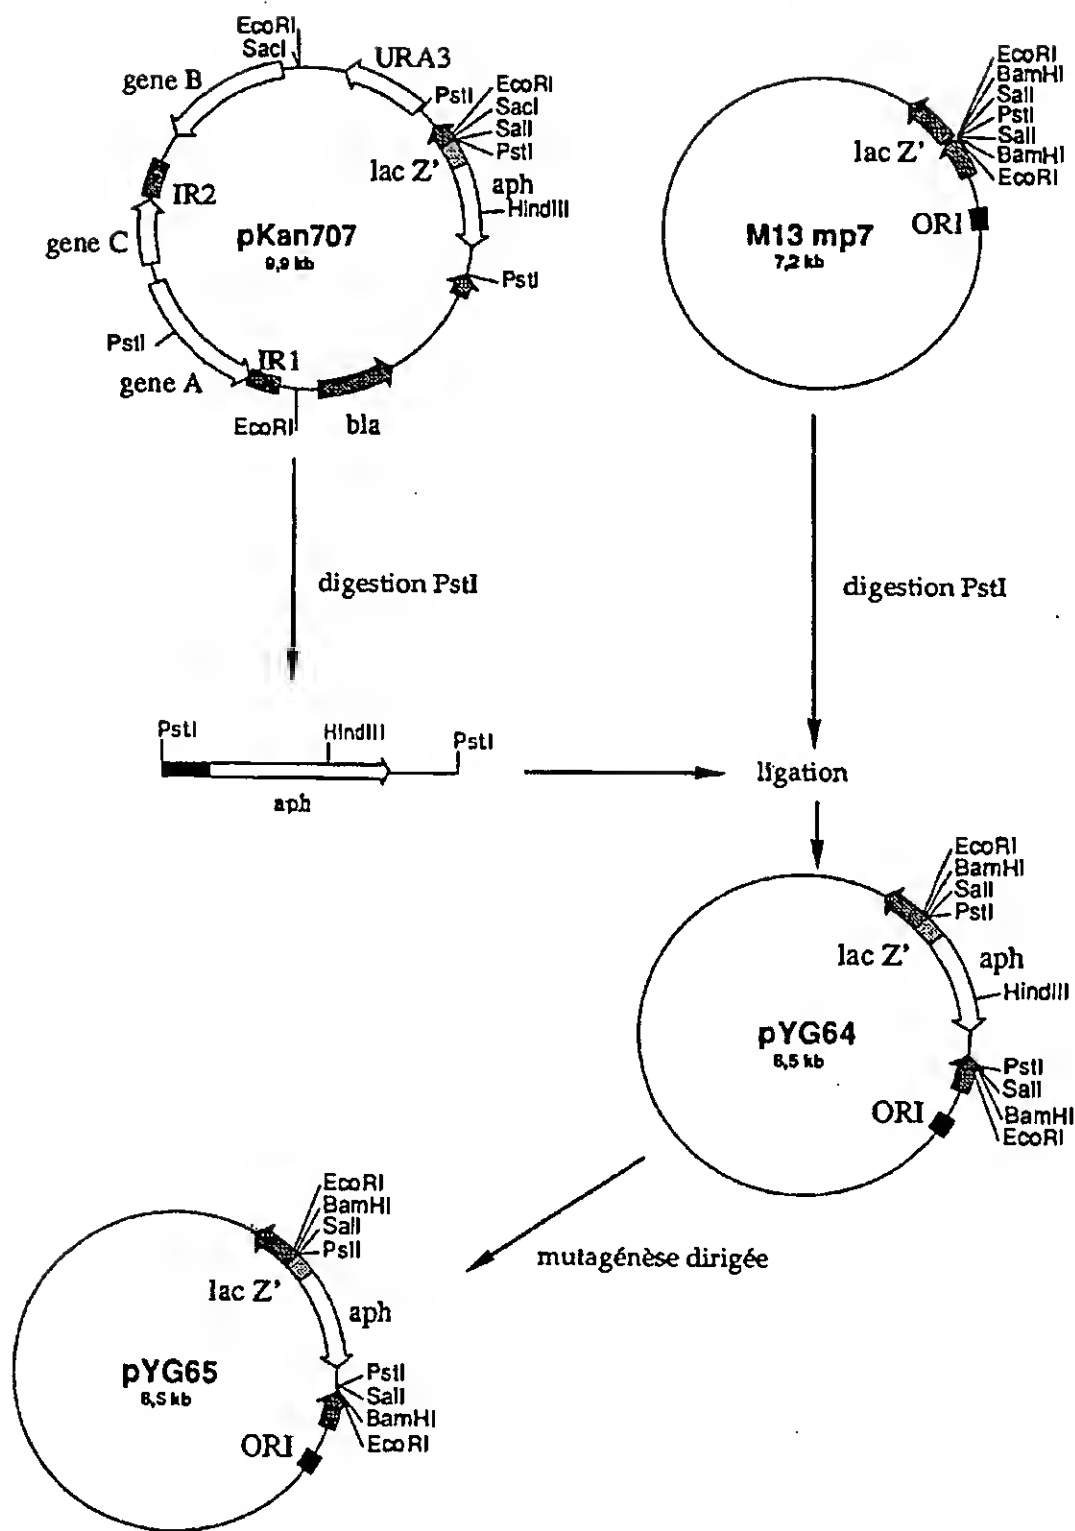 EcoRI
SacI
URA3
gene B
PstI
EcoRI
SacI
SalI
PstI
lac Z'
aph
HindIII
IR2
gene C
pKan707
9,9 kb
PstI
PstI
gene A
IR1
EcoRI
bla
EcoRI
BamHI
SalI
PstI
SalI
BamHI
EcoRI
lac Z'
ORI
M13 mp7
7,2 kb
digestion PstI
digestion PstI
PstI
HindIII
PstI
aph
ligation
EcoRI
BamHI
SalI
PstI
lac Z'
aph
HindIII
pYG64
8,5 kb
PstI
SalI
BamHI
EcoRI
ORI
mutagénèse dirigée
EcoRI
BamHI
SalI
PstI
lac Z'
aph
pYG65
8,5 kb
PstI
SalI
BamHI
EcoRI
ORI